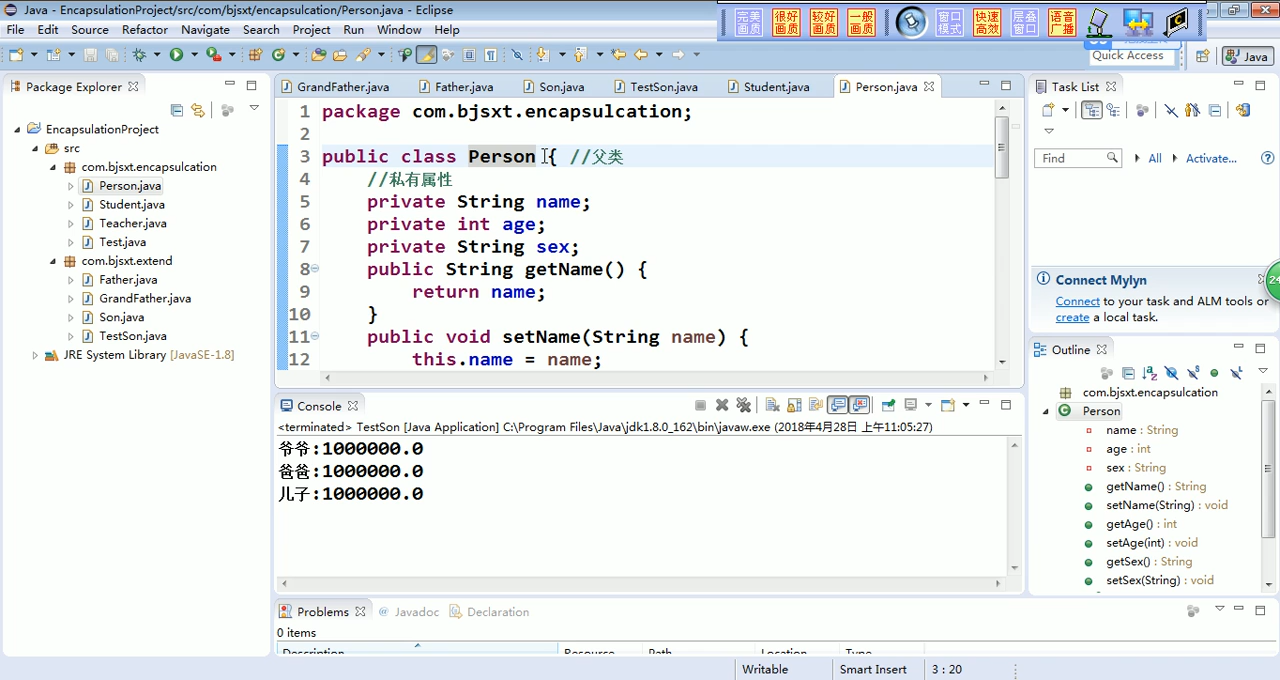 Java - EncapsulationProject/src/com/bjsxt/encapsulcation/Person.java - Eclipse
完美画质 很好画质 较好画质 一般画质 窗口模式 快速高效 层叠窗口 语音广播
File Edit Source Refactor Navigate Search Project Run Window
Quick Access Java
Package Explorer
EncapsulationProject
src
com.bjsxt.encapsulcation
Person.java
Student.java
Teacher.java
Test.java
com.bjsxt.extend
Father.java
GrandFather.java
Son.java
TestSon.java
JRE System Library [JavaSE-1.8]
GrandFather.java Father.java Son.java TestSon.java Student.java Person.java
1 package com.bjsxt.encapsulcation;
2
3 public class Person { //父类
4 //私有属性
5 private String name;
6 private int age;
7 private String sex;
8 public String getName() {
9 return name;
10 }
11 public void setName(String name) {
12 this.name = name;
Console
<terminated> TestSon [Java Application] C:\Program Files\Java\jdk1.8.0_162\bin\javaw.exe (2018年4月28日 上午11:05:27)
爷爷:1000000.0
爸爸:1000000.0
儿子:1000000.0
Problems Javadoc Declaration
0 items
Description Resource Path Location Type
Task List
Find All Activate...
Connect Mylyn
Connect to your task and ALM tools or
create a local task.
24
Outline
com.bjsxt.encapsulcation
Person
name : String
age : int
sex : String
getName() : String
setName(String) : void
getAge() : int
setAge(int) : void
getSex() : String
setSex(String) : void
Writable Smart Insert 3 : 20